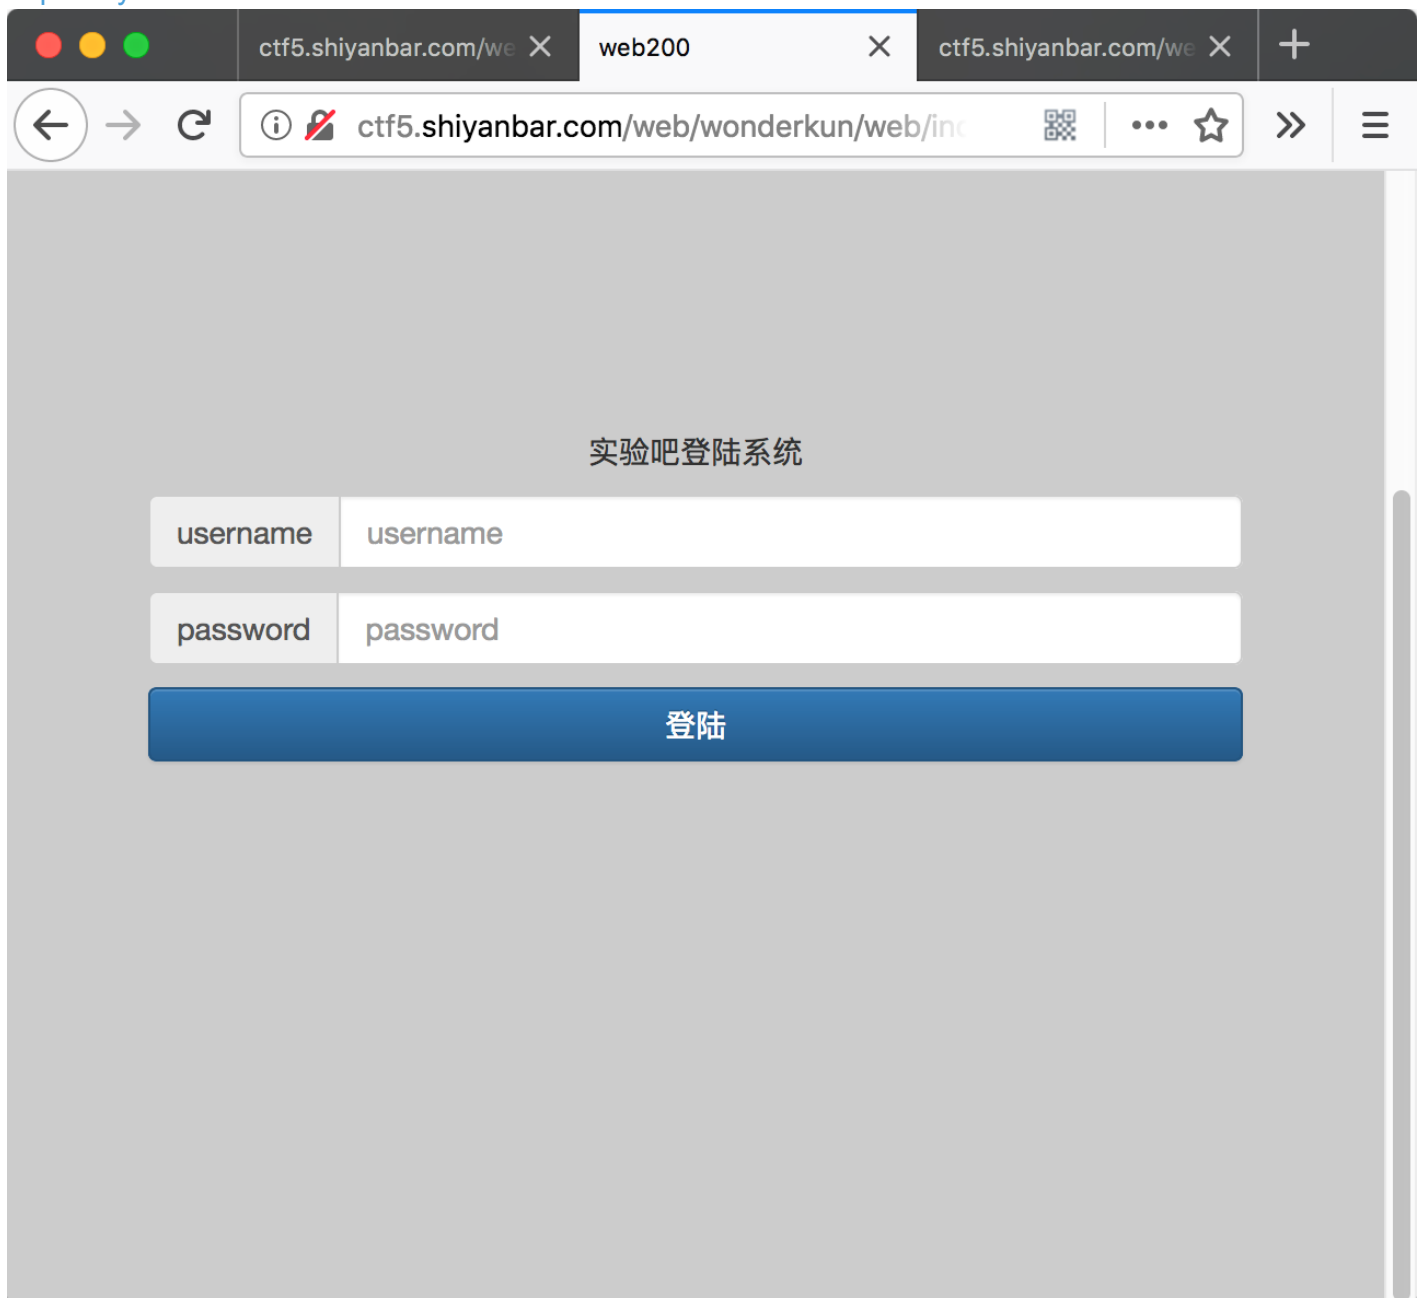 ctf5.shiyanbar.com/we
web200
ctf5.shiyanbar.com/we
ctf5.shiyanbar.com/web/wonderkun/web/ind
实验吧登陆系统
username username
password password
登陆